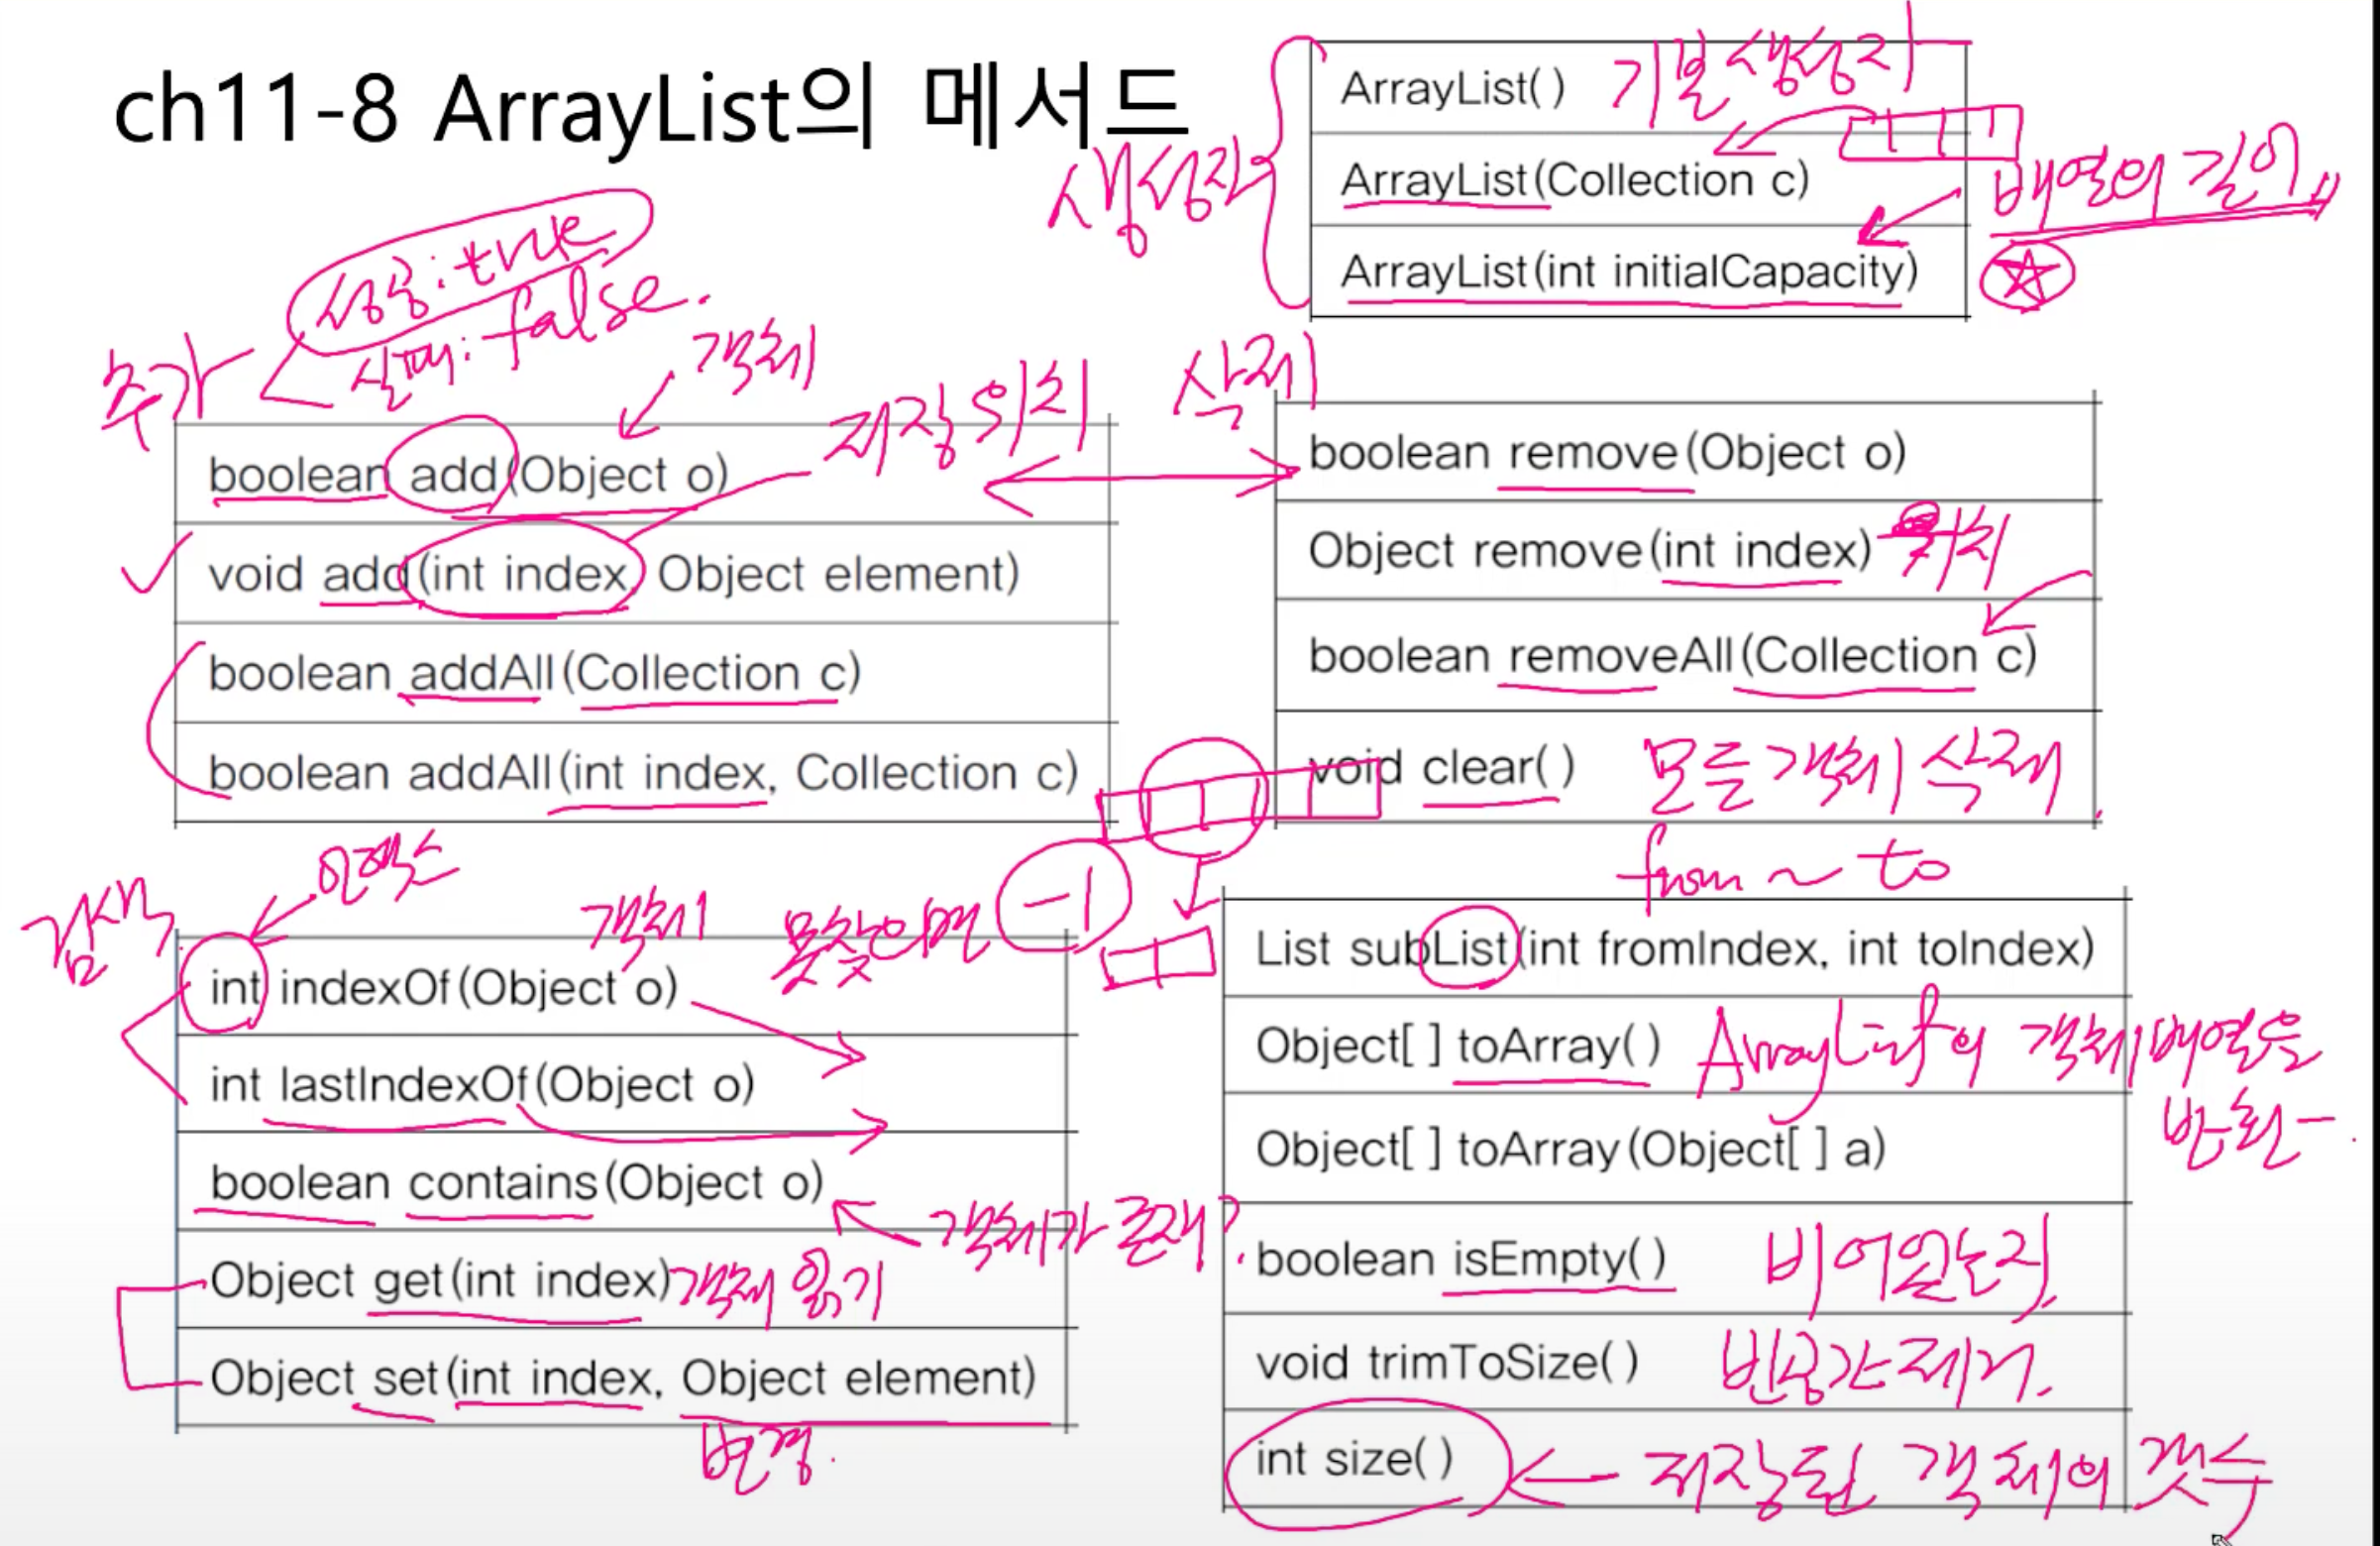 ch11-8 ArrayList의 메서드
생성자
ArrayList( ) 기본 생성자
ArrayList(Collection c)
배열의 길이
ArrayList(int initialCapacity)
추가
성공: true
실패: false.
객체
저장위치
boolean add(Object o)
void add(int index, Object element)
boolean addAll(Collection c)
boolean addAll(int index, Collection c)
삭제
boolean remove(Object o)
Object remove(int index) 위치
boolean removeAll(Collection c)
void clear( ) 모든 객체 삭제
검색
인덱스
객체
못찾으면 -1
int indexOf(Object o)
int lastIndexOf(Object o)
boolean contains(Object o)
객체가 존재?
Object get(int index) 객체 읽기
Object set(int index, Object element)
변경.
from ~ to
List subList(int fromIndex, int toIndex)
Object[ ] toArray( ) ArrayList의 객체배열을
반환
Object[ ] toArray(Object[ ] a)
boolean isEmpty( ) 비어있는지
void trimToSize( ) 빈공간제거.
int size( ) 저장된 객체의 갯수